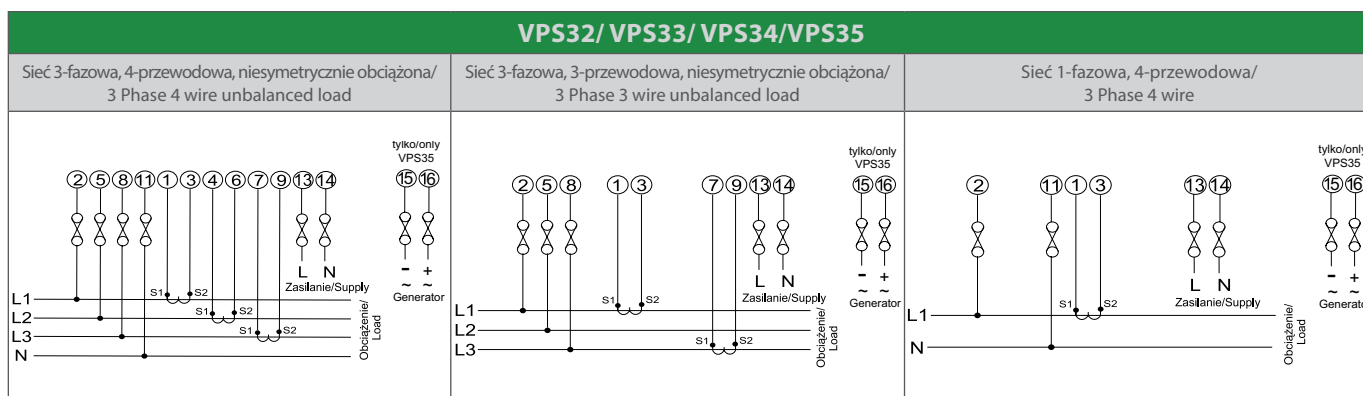 VPS32/ VPS33/ VPS34/VPS35
Sieć 3-fazowa, 4-przewodowa, niesymetrycznie obciążona/
3 Phase 4 wire unbalanced load
Sieć 3-fazowa, 3-przewodowa, niesymetrycznie obciążona/
3 Phase 3 wire unbalanced load
Sieć 1-fazowa, 4-przewodowa/
3 Phase 4 wire
tylko/only
VPS35
2 5 8 11 1 3 4 6 7 9 13 14 15 16
L N - +
~ ~
Zasilanie/Supply Generator
L1 S1 S2
L2 S1 S2
L3 S1 S2
N
Obciążenie/
Load
tylko/only
VPS35
2 5 8 1 3 7 9 13 14 15 16
L N - +
~ ~
Zasilanie/Supply Generator
L1 S1 S2
L2
L3 S1 S2
Obciążenie/
Load
tylko/only
VPS35
2 11 1 3 13 14 15 16
L N - +
~ ~
Zasilanie/Supply Generator
L1 S1 S2
N
Obciążenie/
Load